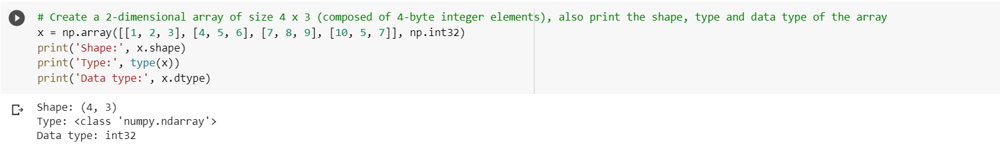 # Create a 2-dimensional array of size 4 x 3 (composed of 4-byte integer elements), also print the shape, type and data type of the array
x = np.array([[1, 2, 3], [4, 5, 6], [7, 8, 9], [10, 5, 7]], np.int32)
print('Shape:', x.shape)
print('Type:', type(x))
print('Data type:', x.dtype)
Shape: (4, 3)
Type: <class 'numpy.ndarray'>
Data type: int32